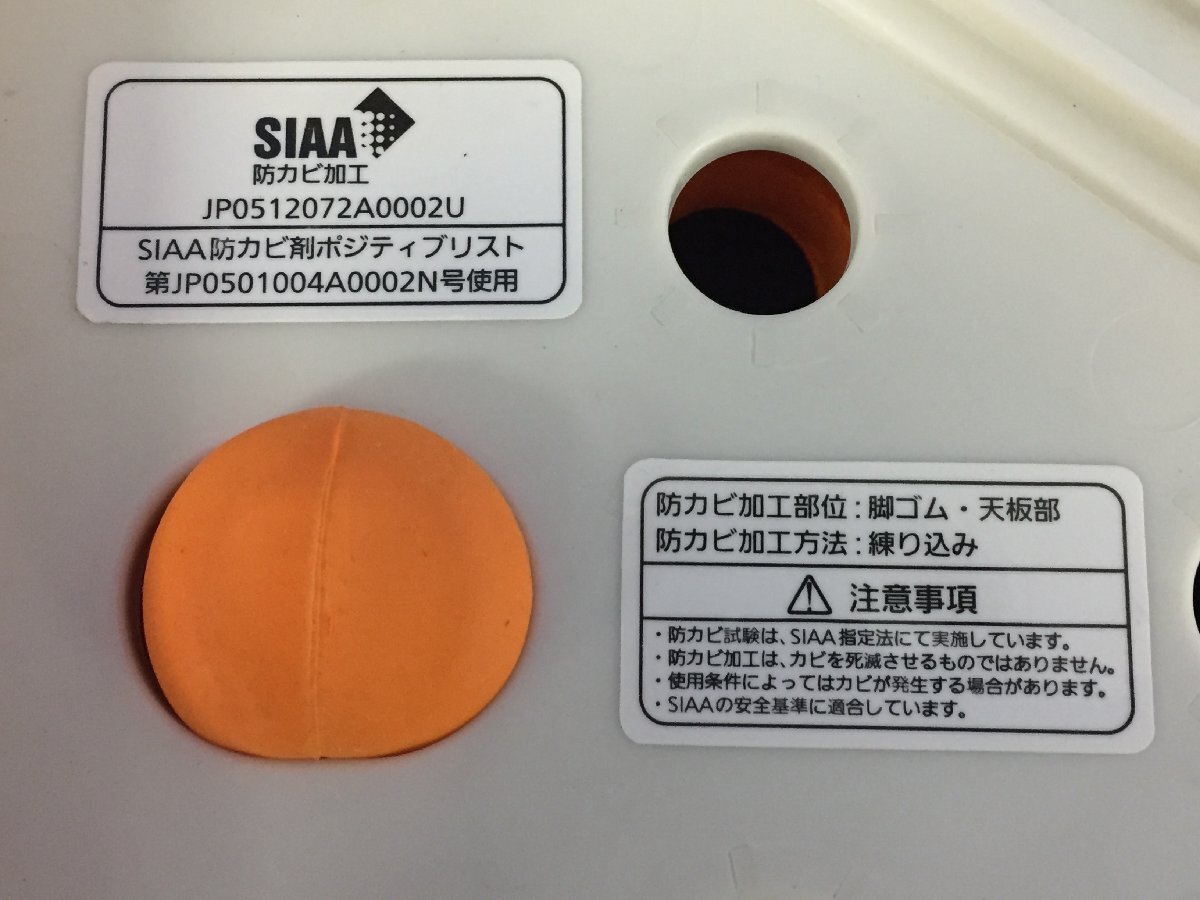 SIAA
防カビ加工
JP0512072A0002U
SIAA防カビ剤ポジティブリスト
第JP0501004A0002N号使用
防カビ加工部位:脚ゴム・天板部
防カビ加工方法:練り込み
注意事項
・防カビ試験は、SIAA指定法にて実施しています。
・防カビ加工は、カビを死滅させるものではありません。
・使用条件によってはカビが発生する場合があります。
・SIAAの安全基準に適合しています。